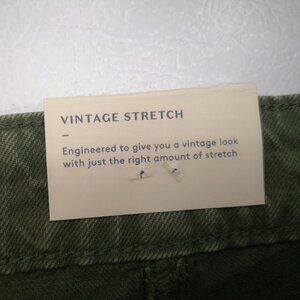 VINTAGE STRETCH
–
Engineered to give you a vintage look
with just the right amount of stretch